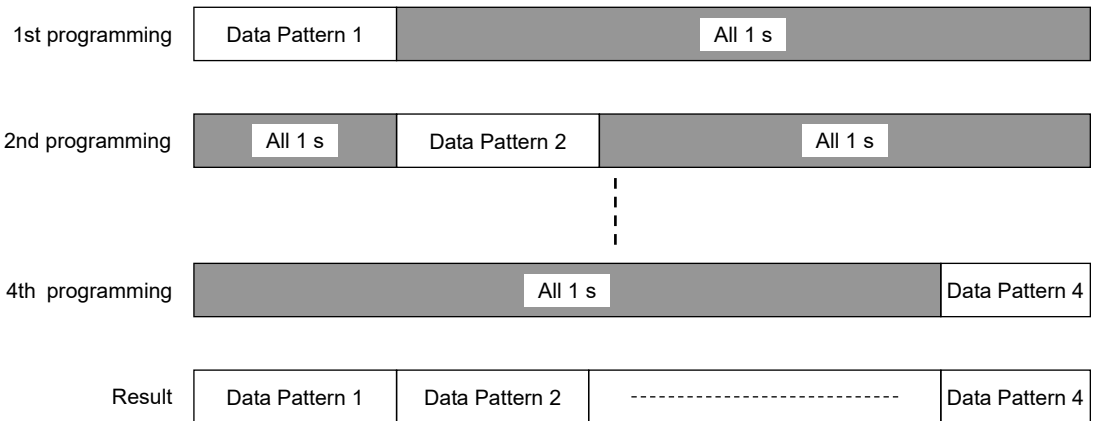 1st programming Data Pattern 1 All 1 s
2nd programming All 1 s Data Pattern 2 All 1 s
4th programming All 1 s Data Pattern 4
Result Data Pattern 1 Data Pattern 2 Data Pattern 4